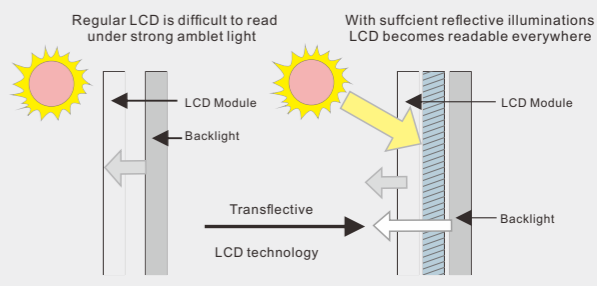 Regular LCD is difficult to read
under strong amblet light
With suffcient reflective illuminations
LCD becomes readable everywhere
LCD Module
Backlight
Transflective
LCD technology
LCD Module
Backlight